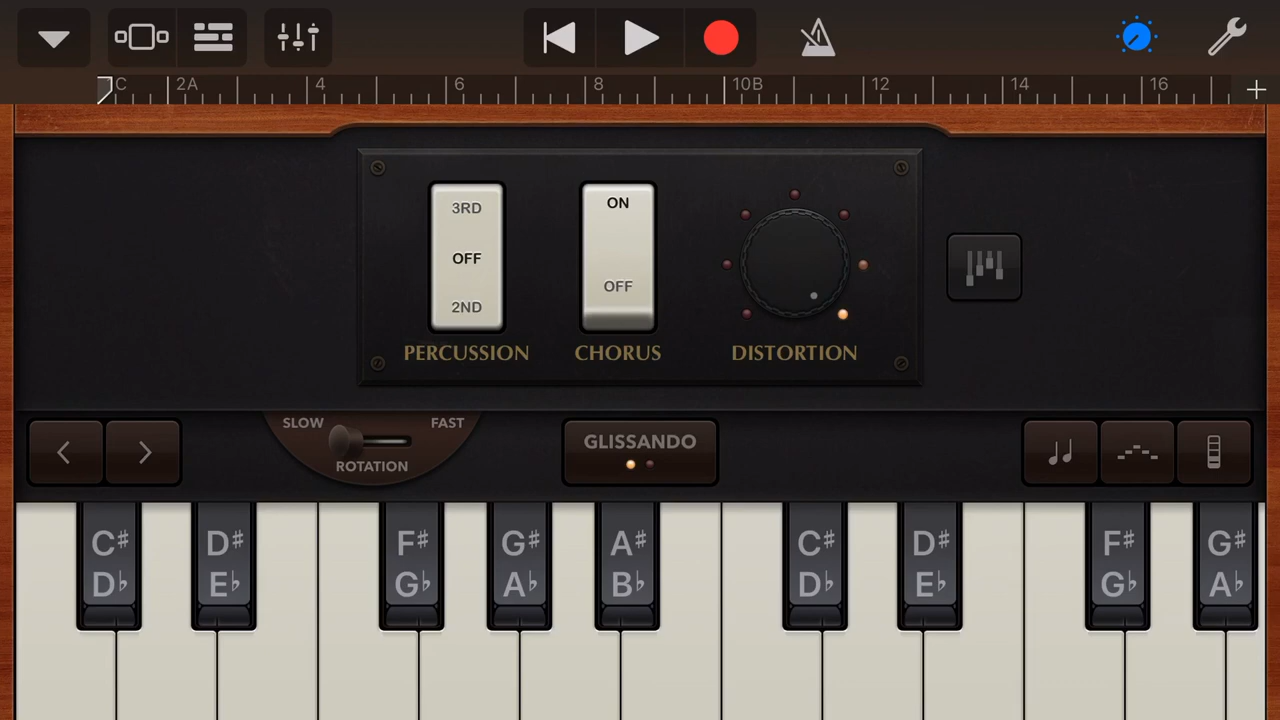 C 2A 4 6 8 10B 12 14 16
3RD
OFF
2ND
PERCUSSION
ON
OFF
CHORUS
DISTORTION
SLOW FAST
ROTATION
GLISSANDO
C♯ D♯ F♯ G♯ A♯ C♯ D♯ F♯ G♯
D♭ E♭ G♭ A♭ B♭ D♭ E♭ G♭ A♭